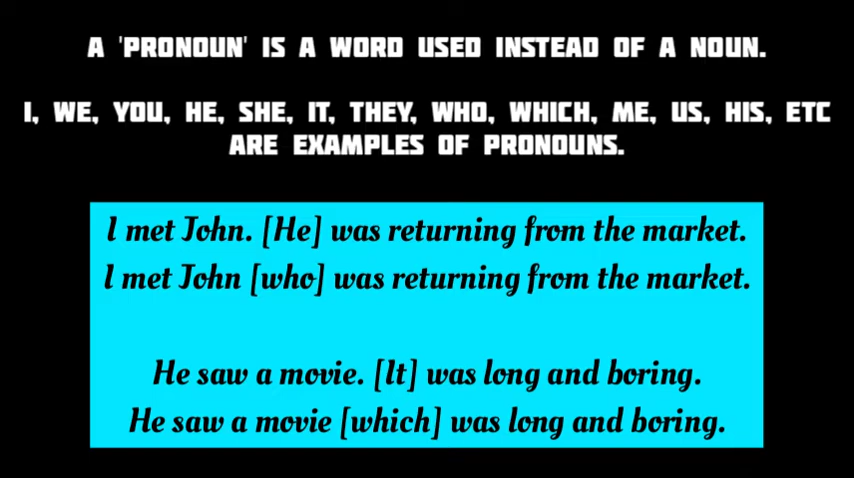 A 'PRONOUN' IS A WORD USED INSTEAD OF A NOUN.
I, WE, YOU, HE, SHE, IT, THEY, WHO, WHICH, ME, US, HIS, ETC
ARE EXAMPLES OF PRONOUNS.
I met John. [He] was returning from the market.
I met John [who] was returning from the market.
He saw a movie. [It] was long and boring.
He saw a movie [which] was long and boring.